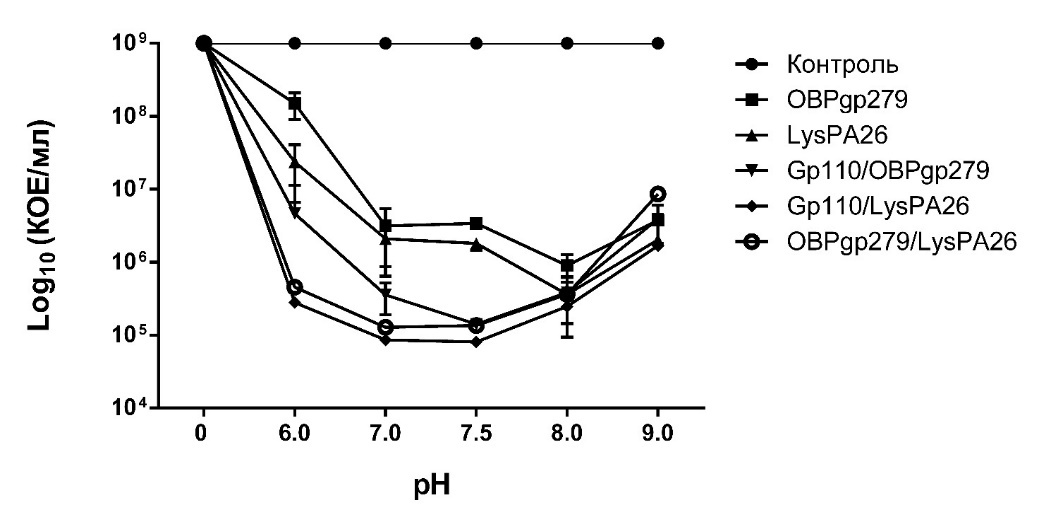 Log₁₀ (КОЕ/мл)
10⁹
10⁸
10⁷
10⁶
10⁵
10⁴
0 6.0 7.0 7.5 8.0 9.0
pH
Контроль
OBPgp279
LysPA26
Gp110/OBPgp279
Gp110/LysPA26
OBPgp279/LysPA26